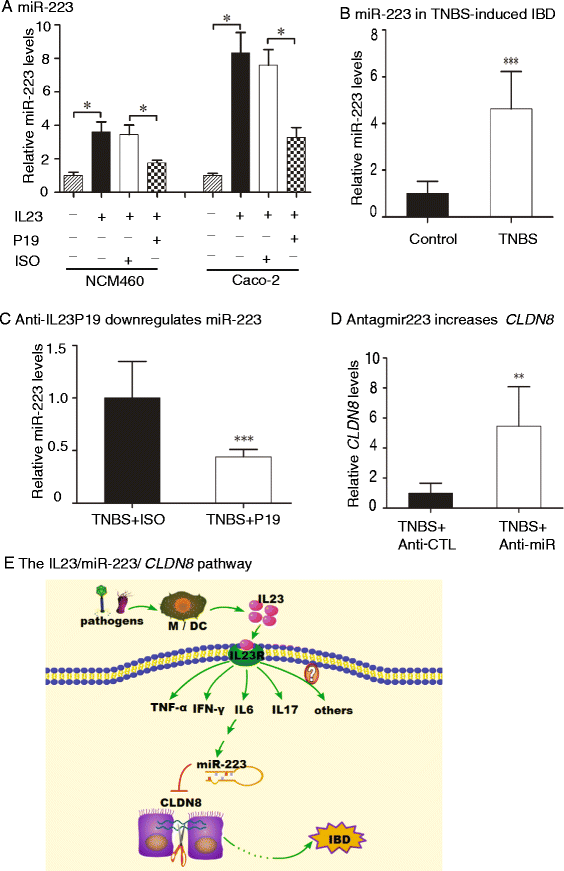 A miR-223
Relative miR-223 levels
10
8
6
4
2
0
*
*
*
*
IL23 – + + + – + + +
P19 – – – + – – – +
ISO – – + – – – + –
NCM460 Caco-2
B miR-223 in TNBS-induced IBD
Relative miR-223 levels
8
6
4
2
0
***
Control TNBS
C Anti-IL23P19 downregulates miR-223
Relative miR-223 levels
1.5
1.0
0.5
0
***
TNBS+ISO TNBS+P19
D Antagmir223 increases CLDN8
Relative CLDN8 levels
10
8
6
4
2
0
**
TNBS+ TNBS+
Anti-CTL Anti-miR
E The IL23/miR-223/ CLDN8 pathway
pathogens
M / DC
IL23
IL23R
?
TNF-α IFN-γ IL6 IL17 others
miR-223
CLDN8
IBD